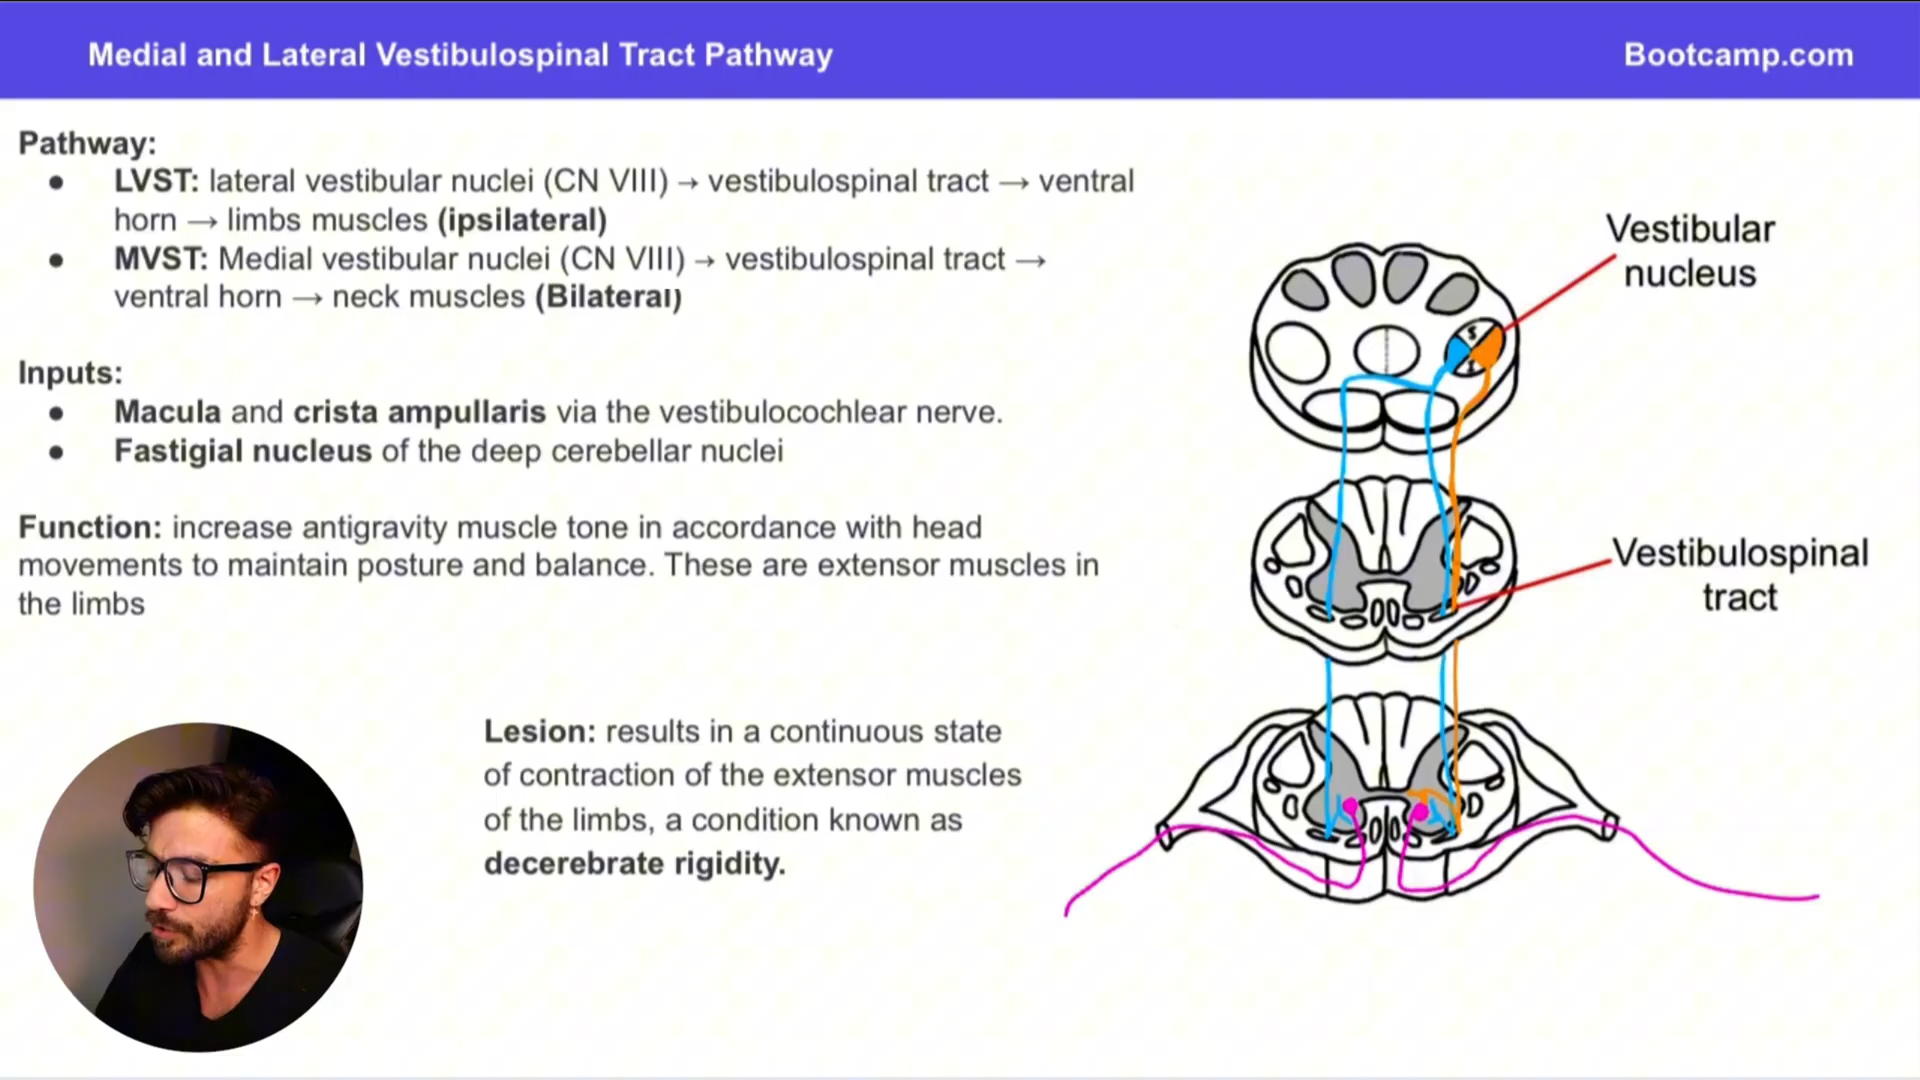 Medial and Lateral Vestibulospinal Tract Pathway
Bootcamp.com
Pathway:
● LVST: lateral vestibular nuclei (CN VIII) → vestibulospinal tract → ventral
horn → limbs muscles (ipsilateral)
● MVST: Medial vestibular nuclei (CN VIII) → vestibulospinal tract →
ventral horn → neck muscles (Bilateral)
Inputs:
● Macula and crista ampullaris via the vestibulocochlear nerve.
● Fastigial nucleus of the deep cerebellar nuclei
Function: increase antigravity muscle tone in accordance with head
movements to maintain posture and balance. These are extensor muscles in
the limbs
Lesion: results in a continuous state
of contraction of the extensor muscles
of the limbs, a condition known as
decerebrate rigidity.
Vestibular
nucleus
S
Vestibulospinal
tract